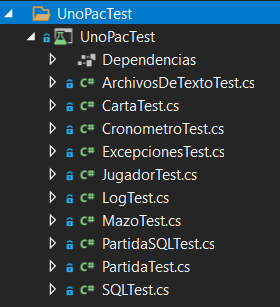 UnoPacTest
UnoPacTest
Dependencias
C# ArchivosDeTextoTest.cs
C# CartaTest.cs
C# CronometroTest.cs
C# ExcepcionesTest.cs
C# JugadorTest.cs
C# LogTest.cs
C# MazoTest.cs
C# PartidaSQLTest.cs
C# PartidaTest.cs
C# SQLTest.cs